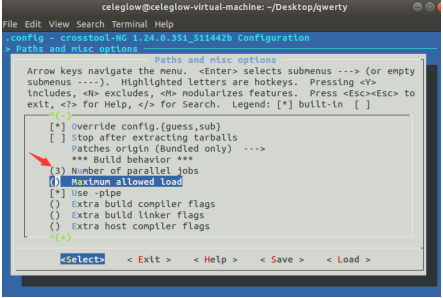 celeglow@celeglow-virtual-machine: ~/Desktop/qwerty
File Edit View Search Terminal Help
.config - crosstool-NG 1.24.0.351_511442b Configuration
> Paths and misc options
Paths and misc options
Arrow keys navigate the menu. <Enter> selects submenus ---> (or empty
submenus ----). Highlighted letters are hotkeys. Pressing <Y>
includes, <N> excludes, <M> modularizes features. Press <Esc><Esc> to
exit, <?> for Help, </> for Search. Legend: [*] built-in [ ]
^(-)
[*] Override config.{guess,sub}
[ ] Stop after extracting tarballs
Patches origin (Bundled only) --->
*** Build behavior ***
(3) Number of parallel jobs
() Maximum allowed load
[*] Use -pipe
() Extra build compiler flags
() Extra build linker flags
() Extra host compiler flags
^(+)
<Select> < Exit > < Help > < Save > < Load >